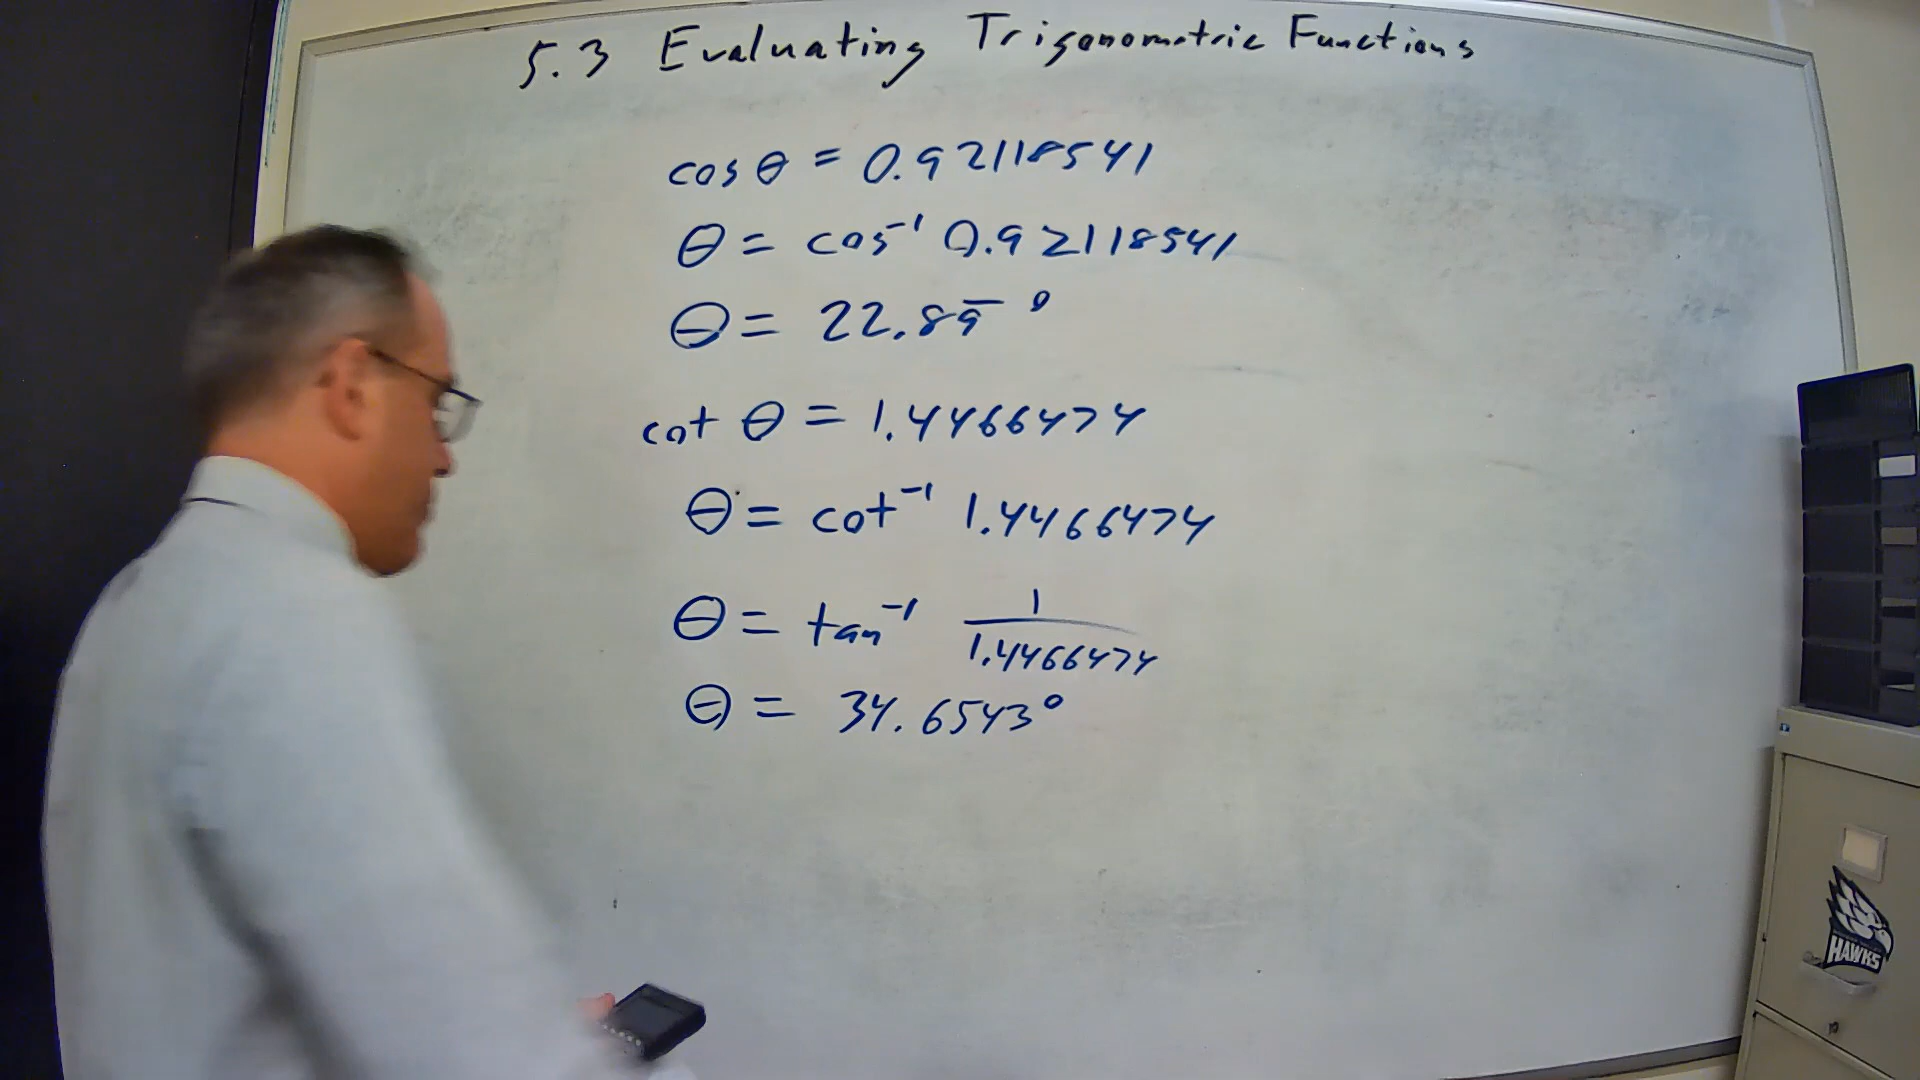 5.3 Evaluating Trigonometric Functions
cos θ = 0.92118541
θ = cos⁻¹ 0.92118541
θ = 22.89°
cot θ = 1.4466474
θ = cot⁻¹ 1.4466474
θ = tan⁻¹ 1/1.4466474
θ = 34.6543°
HAWKS